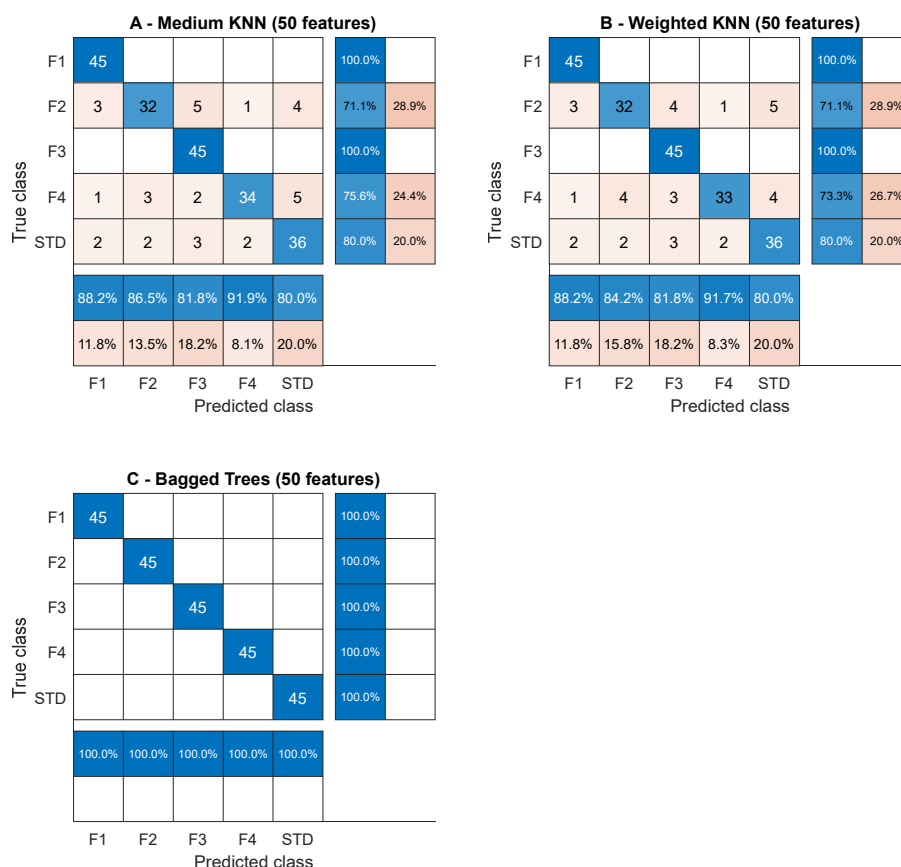 A - Medium KNN (50 features)
F1 45 100.0%
F2 3 32 5 1 4 71.1% 28.9%
F3 45 100.0%
F4 1 3 2 34 5 75.6% 24.4%
STD 2 2 3 2 36 80.0% 20.0%
88.2% 86.5% 81.8% 91.9% 80.0%
11.8% 13.5% 18.2% 8.1% 20.0%
F1 F2 F3 F4 STD
Predicted class
True class
B - Weighted KNN (50 features)
F1 45 100.0%
F2 3 32 4 1 5 71.1% 28.9%
F3 45 100.0%
F4 1 4 3 33 4 73.3% 26.7%
STD 2 2 3 2 36 80.0% 20.0%
88.2% 84.2% 81.8% 91.7% 80.0%
11.8% 15.8% 18.2% 8.3% 20.0%
F1 F2 F3 F4 STD
Predicted class
True class
C - Bagged Trees (50 features)
F1 45 100.0%
F2 45 100.0%
F3 45 100.0%
F4 45 100.0%
STD 45 100.0%
100.0% 100.0% 100.0% 100.0% 100.0%
F1 F2 F3 F4 STD
Predicted class
True class